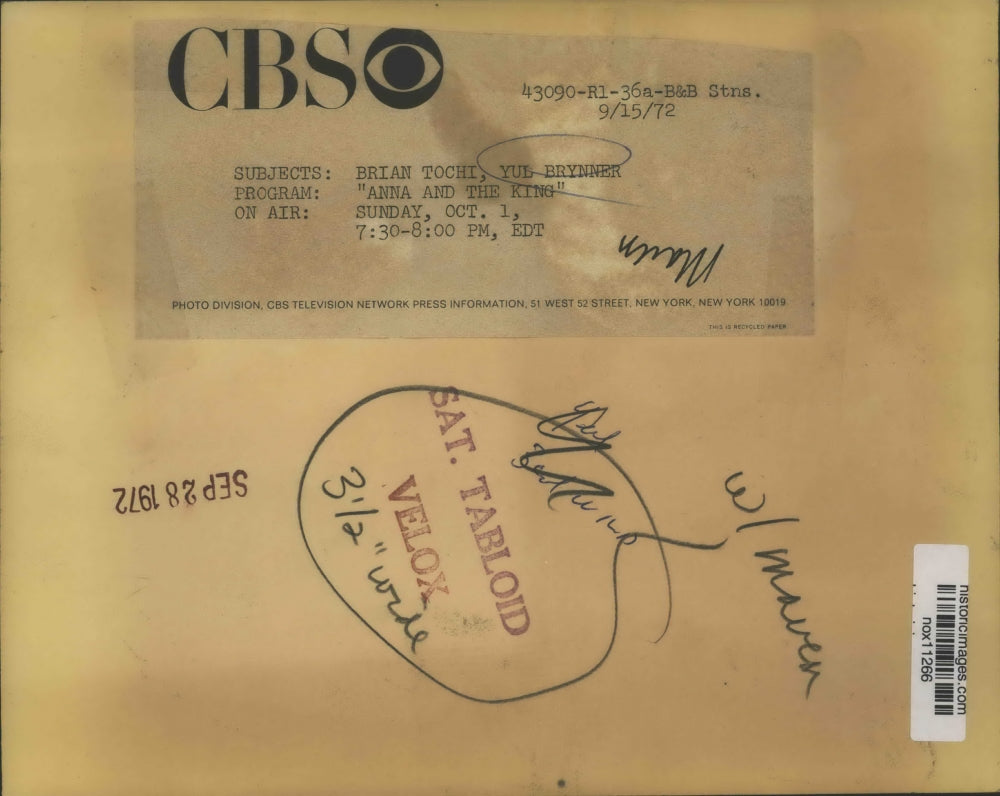 CBS
43090-R1-36a-B&B Stns.
9/15/72
SUBJECTS: BRIAN TOCHI, YUL BRYNNER
PROGRAM: "ANNA AND THE KING"
ON AIR: SUNDAY, OCT. 1,
7:30-8:00 PM, EDT
Maven
PHOTO DIVISION, CBS TELEVISION NETWORK PRESS INFORMATION, 51 WEST 52 STREET, NEW YORK, NEW YORK 10019
THIS IS RECYCLED PAPER
SEP 28 1972
SAT. TABLOID
VELOX
3 1/2" wide
w/ maven
historicimages.com
nox11266